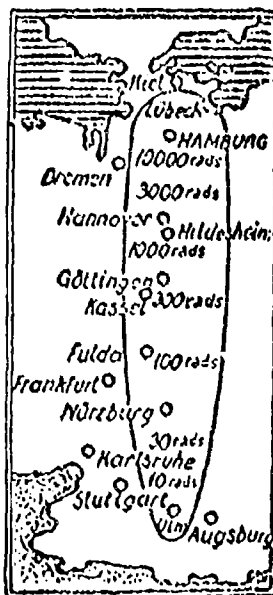 Kiel
Lübeck
HAMBURG
10000 rads
Bremen
3000 rads
Hannover
Hildesheim
1000 rads
Göttingen
Kassel
300 rads
Fulda
100 rads
Frankfurt
Würzburg
30 rads
Karlsruhe
10 rads
Stuttgart
Ulm
Augsburg